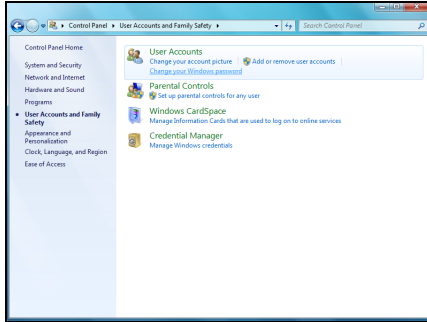 Control Panel ▸ User Accounts and Family Safety ▸
Search Control Panel
Control Panel Home
System and Security
Network and Internet
Hardware and Sound
Programs
User Accounts and Family
Safety
Appearance and
Personalization
Clock, Language, and Region
Ease of Access
User Accounts
Change your account picture | Add or remove user accounts |
Change your Windows password
Parental Controls
Set up parental controls for any user
Windows CardSpace
Manage Information Cards that are used to log on to online services
Credential Manager
Manage Windows credentials